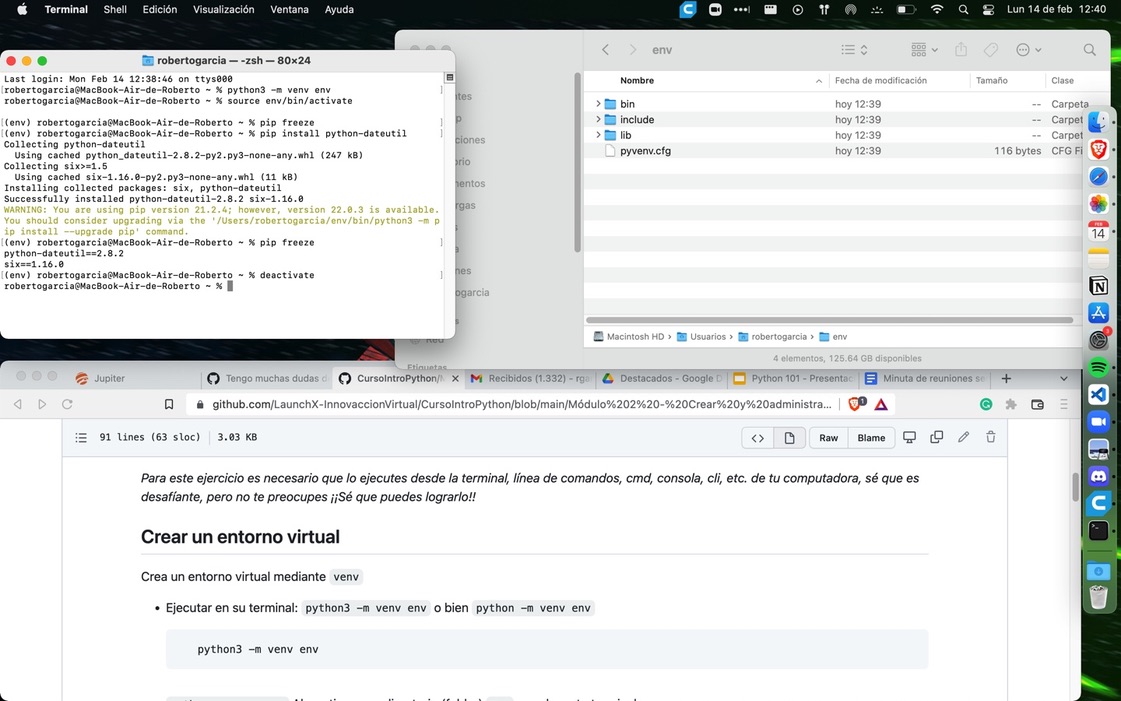 Terminal Shell Edición Visualización Ventana Ayuda Lun 14 de feb 12:40
robertogarcia — -zsh — 80×24
Last login: Mon Feb 14 12:38:46 on ttys000
[robertogarcia@MacBook-Air-de-Roberto ~ % python3 -m venv env ]
robertogarcia@MacBook-Air-de-Roberto ~ % source env/bin/activate
[(env) robertogarcia@MacBook-Air-de-Roberto ~ % pip freeze ]
[(env) robertogarcia@MacBook-Air-de-Roberto ~ % pip install python-dateutil ]
Collecting python-dateutil
Using cached python_dateutil-2.8.2-py2.py3-none-any.whl (247 kB)
Collecting six>=1.5
Using cached six-1.16.0-py2.py3-none-any.whl (11 kB)
Installing collected packages: six, python-dateutil
Successfully installed python-dateutil-2.8.2 six-1.16.0
WARNING: You are using pip version 21.2.4; however, version 22.0.3 is available.
You should consider upgrading via the '/Users/robertogarcia/env/bin/python3 -m p
ip install --upgrade pip' command.
[(env) robertogarcia@MacBook-Air-de-Roberto ~ % pip freeze ]
python-dateutil==2.8.2
six==1.16.0
[(env) robertogarcia@MacBook-Air-de-Roberto ~ % deactivate ]
robertogarcia@MacBook-Air-de-Roberto ~ %
env
Nombre Fecha de modificación Tamaño Clase
bin hoy 12:39 -- Carpeta
include hoy 12:39 -- Carpet
lib hoy 12:39 -- Carpet
pyvenv.cfg hoy 12:39 116 bytes CFG Fi
Macintosh HD › Usuarios › robertogarcia › env
4 elementos, 125.64 GB disponibles
Etiquetas
FEB
14
Jupiter
Tengo muchas dudas d
CursoIntroPython/M
Recibidos (1.332) - rga
Destacados - Google D
Python 101 - Presentac
Minuta de reuniones se
github.com/LaunchX-InnovaccionVirtual/CursoIntroPython/blob/main/Módulo%202%20-%20Crear%20y%20administra...
91 lines (63 sloc) 3.03 KB
Raw Blame
Para este ejercicio es necesario que lo ejecutes desde la terminal, línea de comandos, cmd, consola, cli, etc. de tu computadora, sé que es
desafíante, pero no te preocupes ¡¡Sé que puedes lograrlo!!
Crear un entorno virtual
Crea un entorno virtual mediante venv
• Ejecutar en su terminal: python3 -m venv env o bien python -m venv env
python3 -m venv env